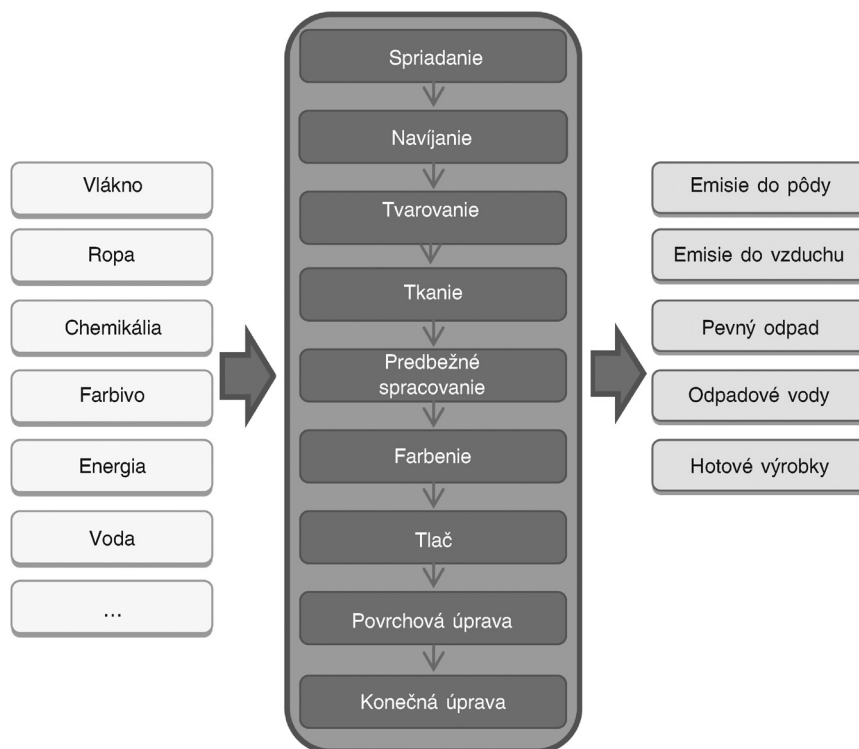 Vlákno
Ropa
Chemikália
Farbivo
Energia
Voda
...
Spriadanie
Navíjanie
Tvarovanie
Tkanie
Predbežné
spracovanie
Farbenie
Tlač
Povrchová úprava
Konečná úprava
Emisie do pôdy
Emisie do vzduchu
Pevný odpad
Odpadové vody
Hotové výrobky